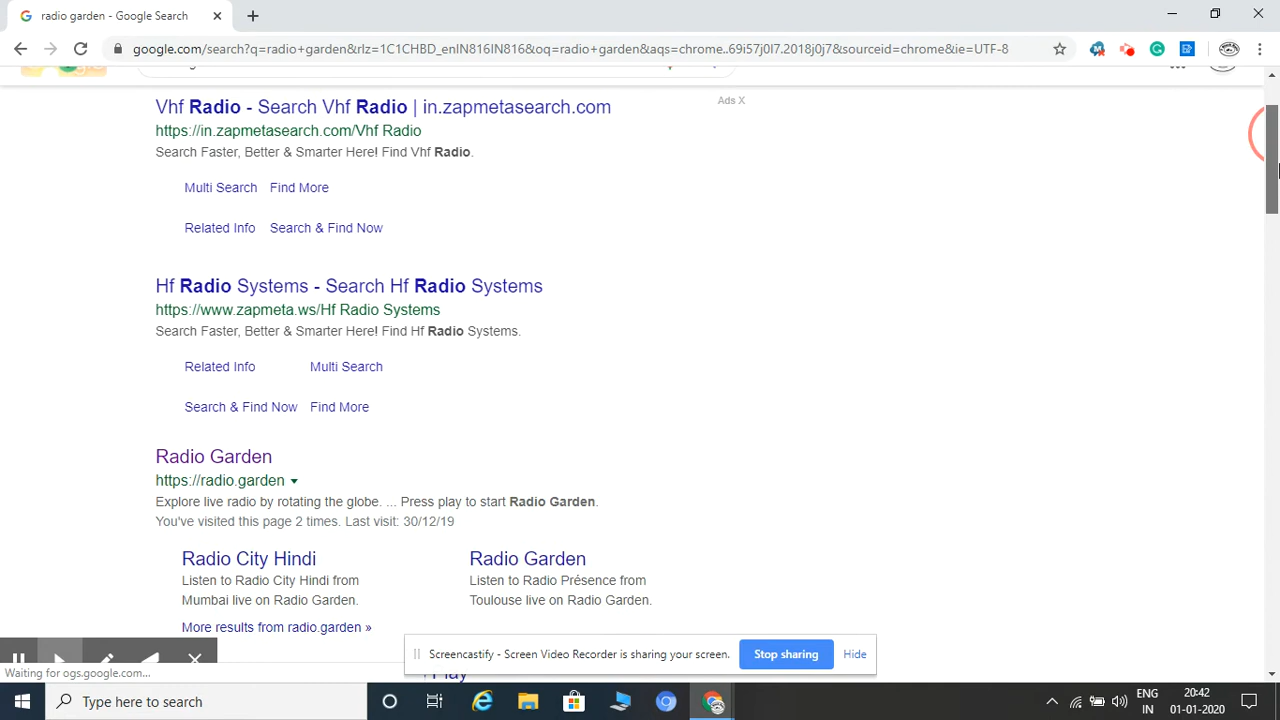 radio garden - Google Search
google.com/search?q=radio+garden&rlz=1C1CHBD_enIN816IN816&oq=radio+garden&aqs=chrome..69i57j0l7.2018j0j7&sourceid=chrome&ie=UTF-8
Vhf Radio - Search Vhf Radio | in.zapmetasearch.com
Ads X
https://in.zapmetasearch.com/Vhf Radio
Search Faster, Better & Smarter Here! Find Vhf Radio.
Multi Search Find More
Related Info Search & Find Now
Hf Radio Systems - Search Hf Radio Systems
https://www.zapmeta.ws/Hf Radio Systems
Search Faster, Better & Smarter Here! Find Hf Radio Systems.
Related Info Multi Search
Search & Find Now Find More
Radio Garden
https://radio.garden
Explore live radio by rotating the globe. ... Press play to start Radio Garden.
You've visited this page 2 times. Last visit: 30/12/19
Radio City Hindi Radio Garden
Listen to Radio City Hindi from Listen to Radio Présence from
Mumbai live on Radio Garden. Toulouse live on Radio Garden.
More results from radio.garden »
Screencastify - Screen Video Recorder is sharing your screen. Stop sharing Hide
Waiting for ogs.google.com...
Play
Type here to search
ENG 20:42
IN 01-01-2020